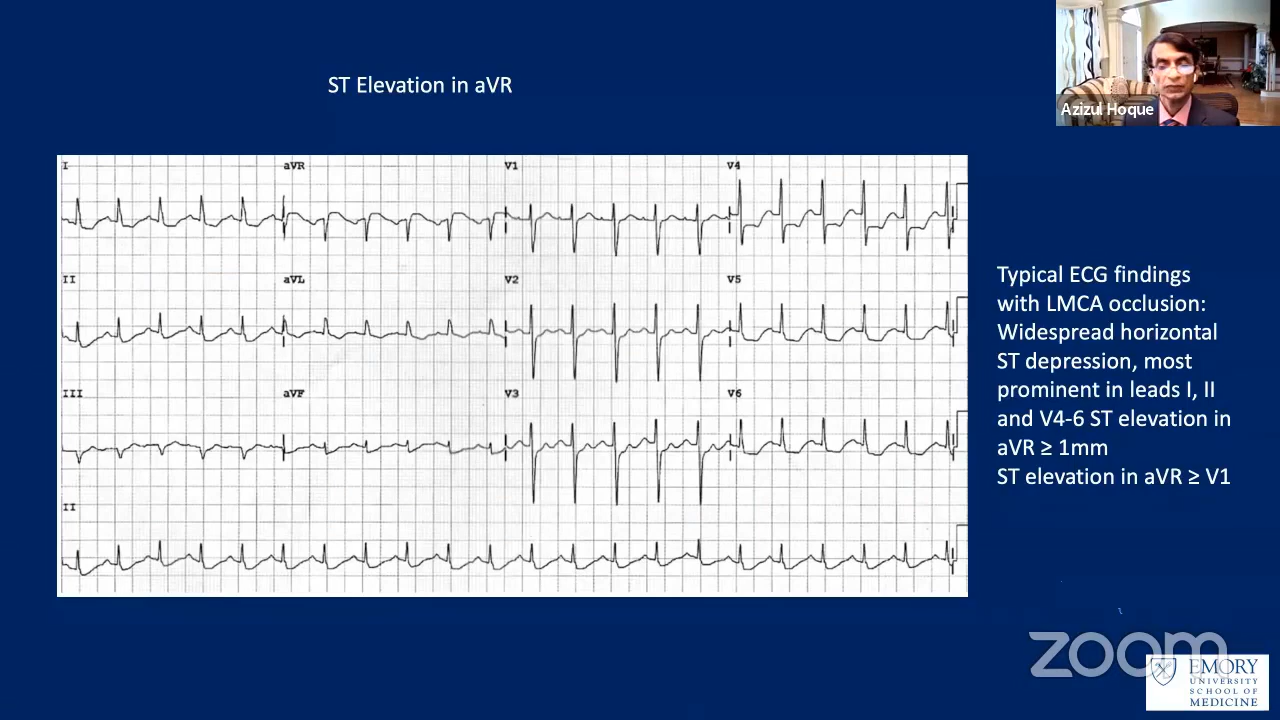 ST Elevation in aVR
Azizul Hoque
I aVR V1 V4
II aVL V2 V5
III aVF V3 V6
II
Typical ECG findings
with LMCA occlusion:
Widespread horizontal
ST depression, most
prominent in leads I, II
and V4-6 ST elevation in
aVR ≥ 1mm
ST elevation in aVR ≥ V1
zoom
EMORY
UNIVERSITY
SCHOOL OF
MEDICINE